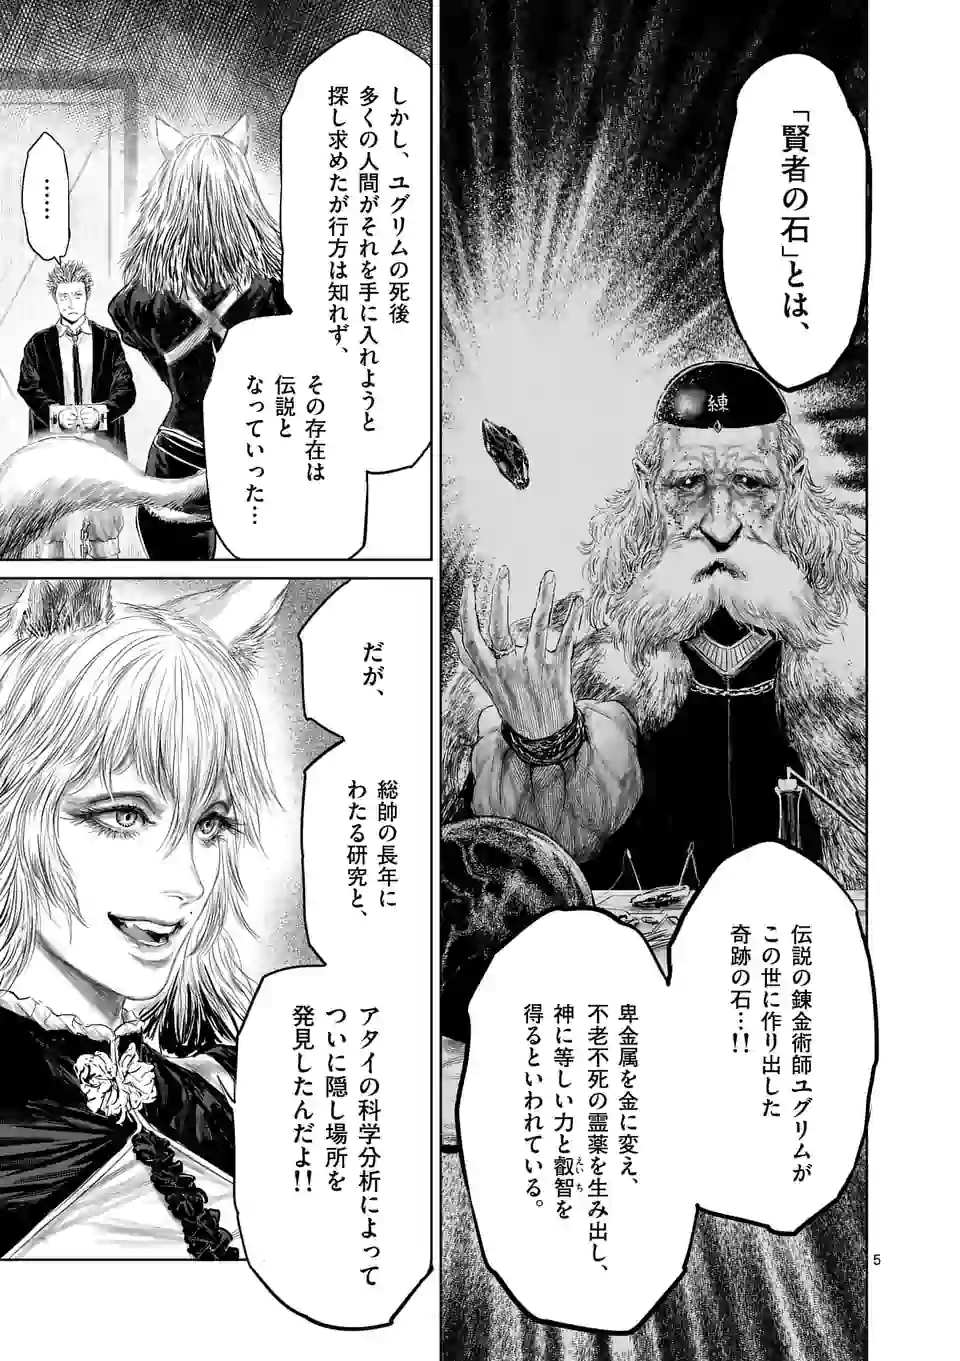 「賢者の石」とは、
練
伝説の錬金術師ユグリムが
この世に作り出した
奇跡の石…!!
卑金属を金に変え、
不老不死の霊薬を生み出し、
神に等しい力と叡智を
えいち
得るといわれている。
しかし、ユグリムの死後
多くの人間がそれを手に入れようと
探し求めたが行方は知れず、
その存在は
伝説と
なっていった…
……
だが、
総帥の長年に
わたる研究と、
アタイの科学分析によって
ついに隠し場所を
発見したんだよ!!
5